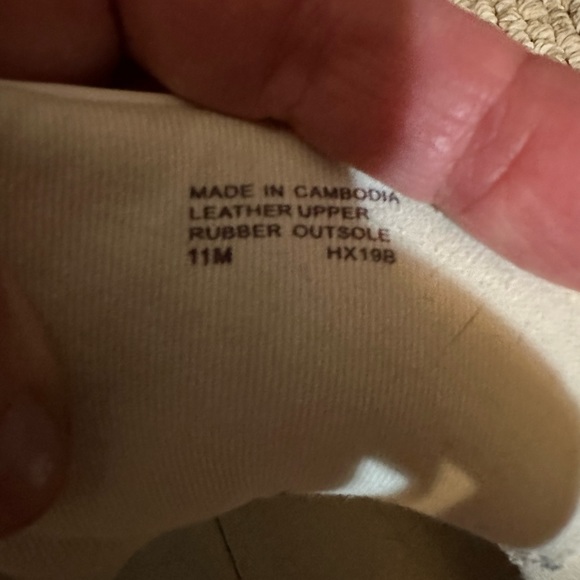 MADE IN CAMBODIA
LEATHER UPPER
RUBBER OUTSOLE
11M HX19B